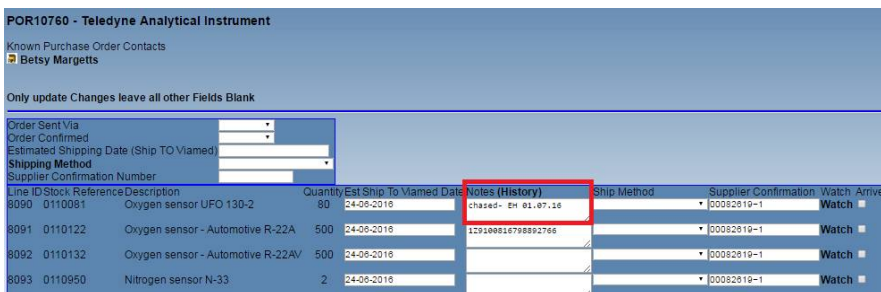 POR10760 - Teledyne Analytical Instrument
Known Purchase Order Contacts
Betsy Margetts
Only update Changes leave all other Fields Blank
Order Sent Via
Order Confirmed
Estimated Shipping Date (Ship TO Viamed)
Shipping Method
Supplier Confirmation Number
Line ID Stock Reference Description Quantity Est Ship To Viamed Date Notes (History) Ship Method Supplier Confirmation Watch Arrive
8090 0110081 Oxygen sensor UFO 130-2 80 24-06-2016 chased- EH 01.07.16 00082619-1 Watch
8091 0110122 Oxygen sensor - Automotive R-22A 500 24-06-2016 1Z9100816798892766 00082619-1 Watch
8092 0110132 Oxygen sensor - Automotive R-22AV 500 24-06-2016 00082619-1 Watch
8093 0110950 Nitrogen sensor N-33 2 24-06-2016 00082619-1 Watch